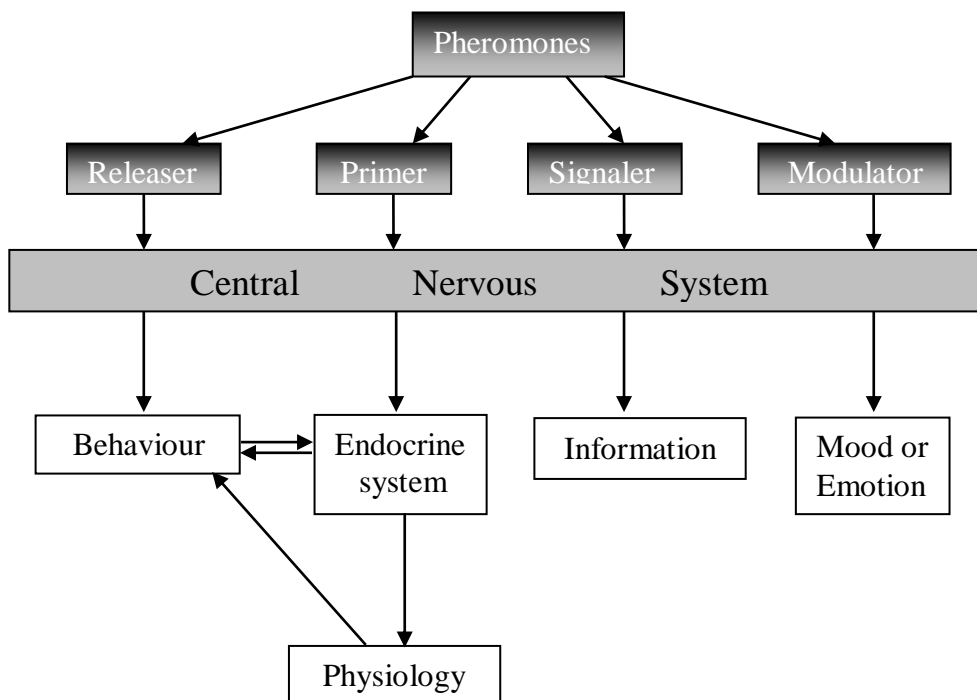 Pheromones
Releaser
Primer
Signaler
Modulator
Central Nervous System
Behaviour
Endocrine
system
Information
Mood or
Emotion
Physiology